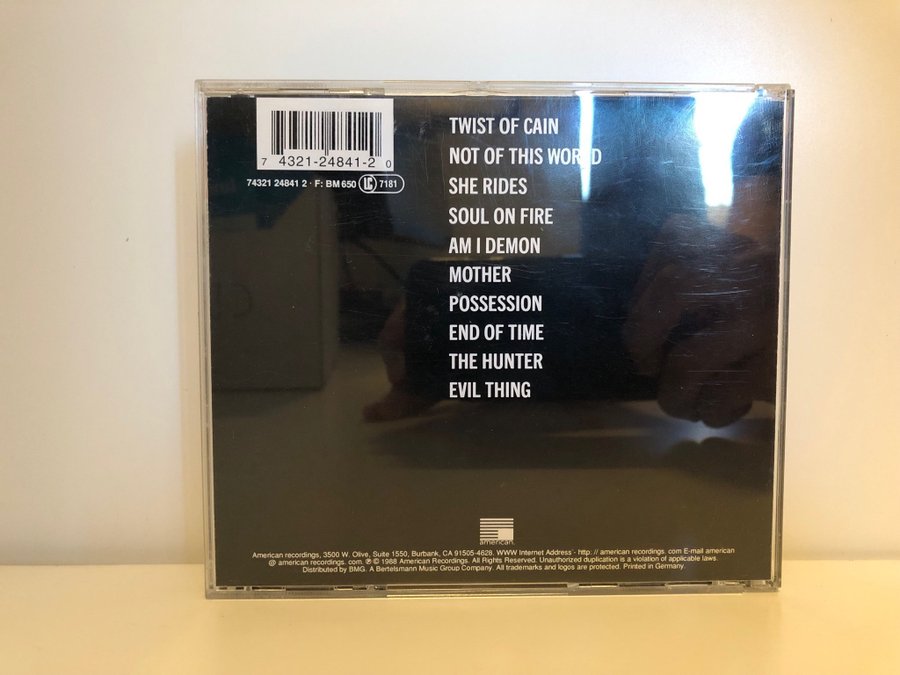 7 4321-24841-2 0
74321 24841 2 · F: BM 650 LC 7181
TWIST OF CAIN
NOT OF THIS WORLD
SHE RIDES
SOUL ON FIRE
AM I DEMON
MOTHER
POSSESSION
END OF TIME
THE HUNTER
EVIL THING
american.
American recordings, 3500 W. Olive, Suite 1550, Burbank, CA 91505-4628. WWW Internet Address - http: // american recordings. com E-mail american
@ american recordings. com. ℗ © 1988 American Recordings. All Rights Reserved. Unauthorized duplication is a violation of applicable laws.
Distributed by BMG. A Bertelsmann Music Group Company. All trademarks and logos are protected. Printed in Germany.